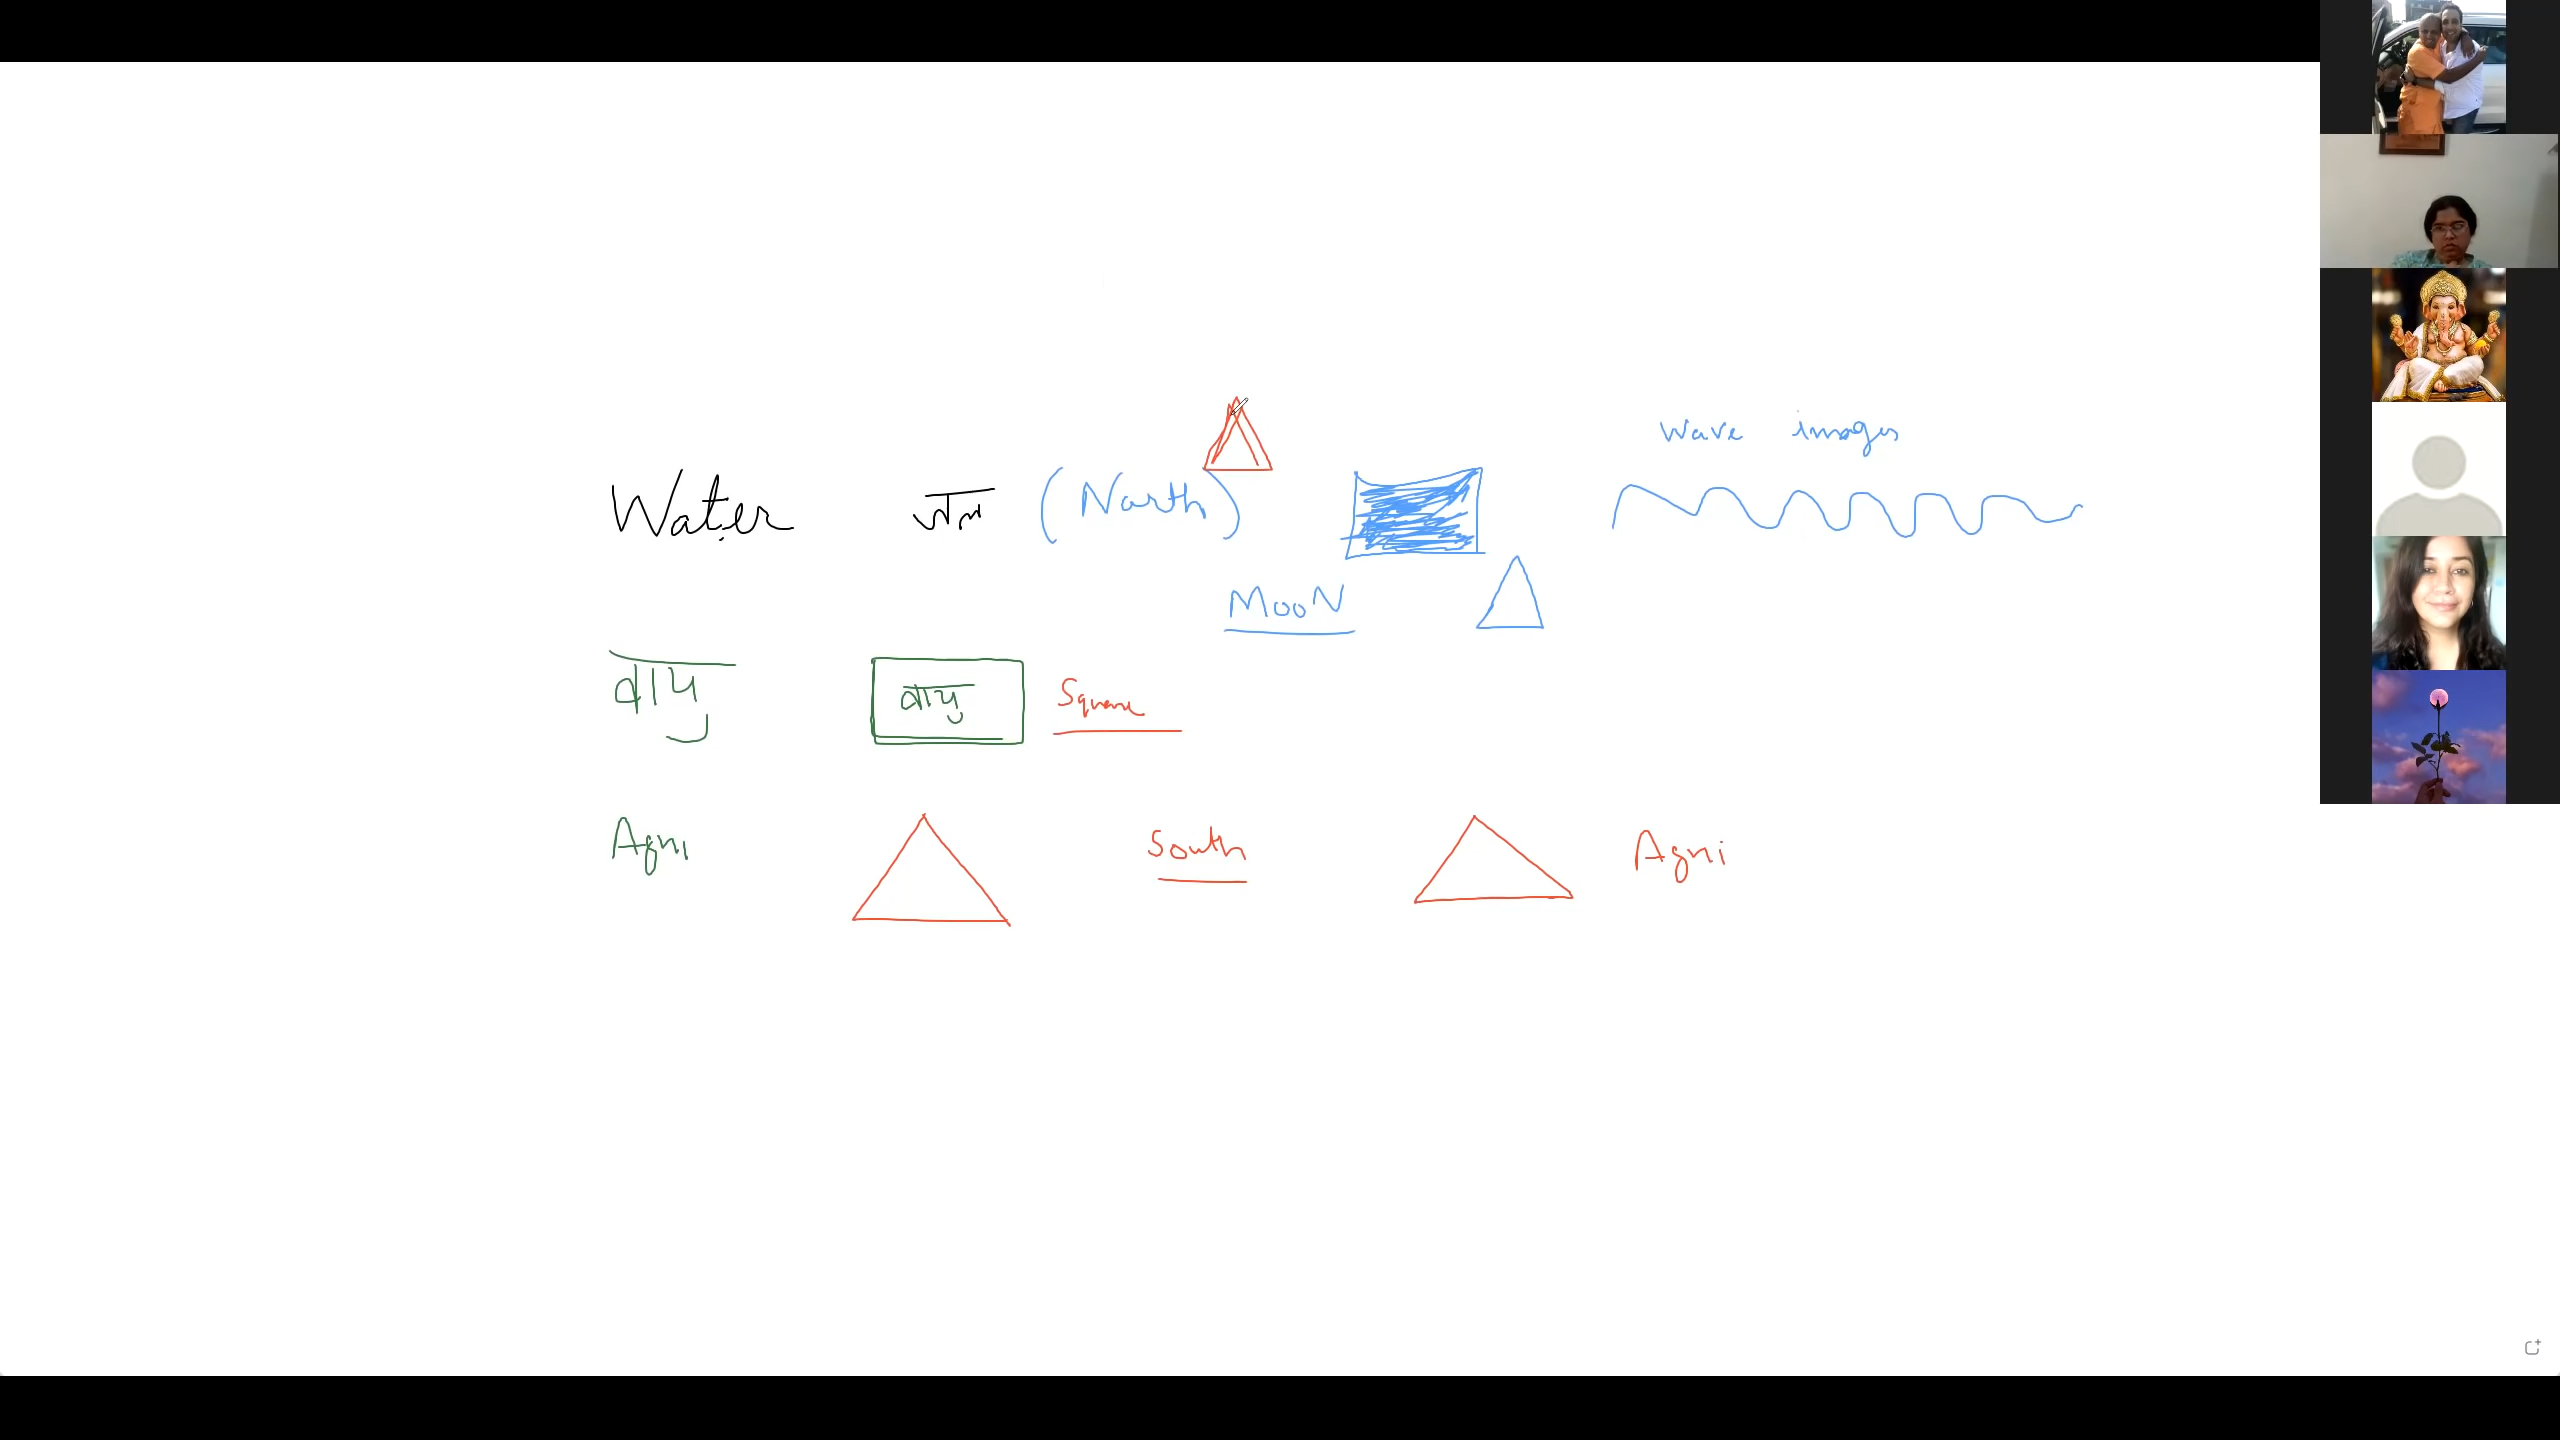 wave images
Water जल (North)
MooN
वायु वायु Square
Agni South Agni